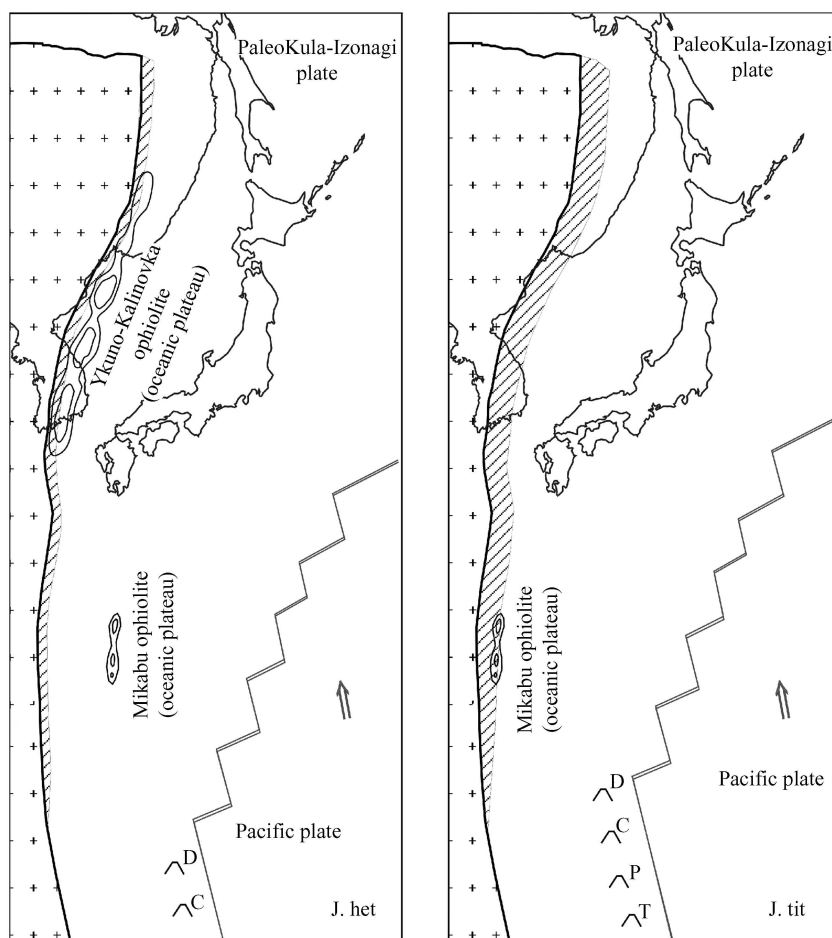 PaleoKula-Izonagi
plate
Ykuno-Kalinovka
ophiolite
(oceanic plateau)
Mikabu ophiolite
(oceanic plateau)
Pacific plate
D
C
J. het
PaleoKula-Izonagi
plate
Mikabu ophiolite
(oceanic plateau)
Pacific plate
D
C
P
T
J. tit